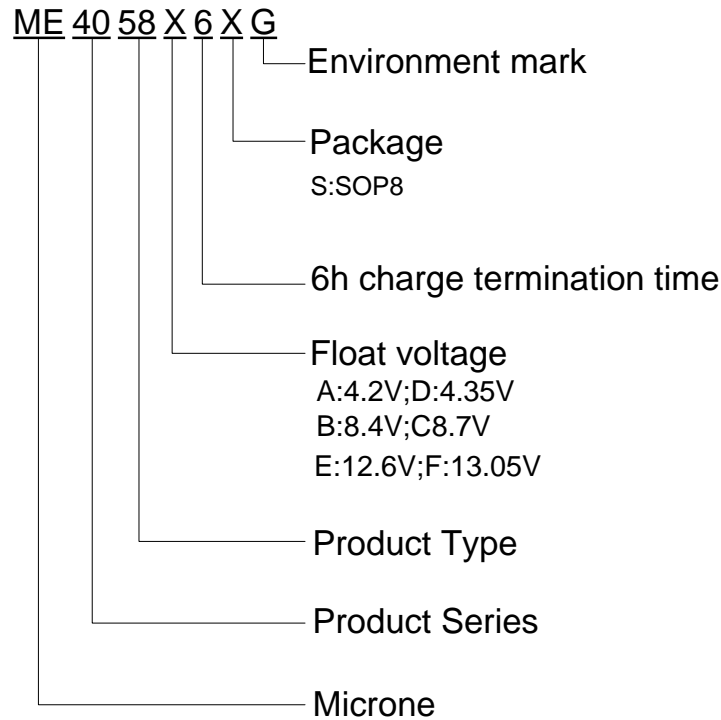 ME 40 58 X 6 X G
Environment mark
Package
S:SOP8
6h charge termination time
Float voltage
A:4.2V;D:4.35V
B:8.4V;C8.7V
E:12.6V;F:13.05V
Product Type
Product Series
Microne